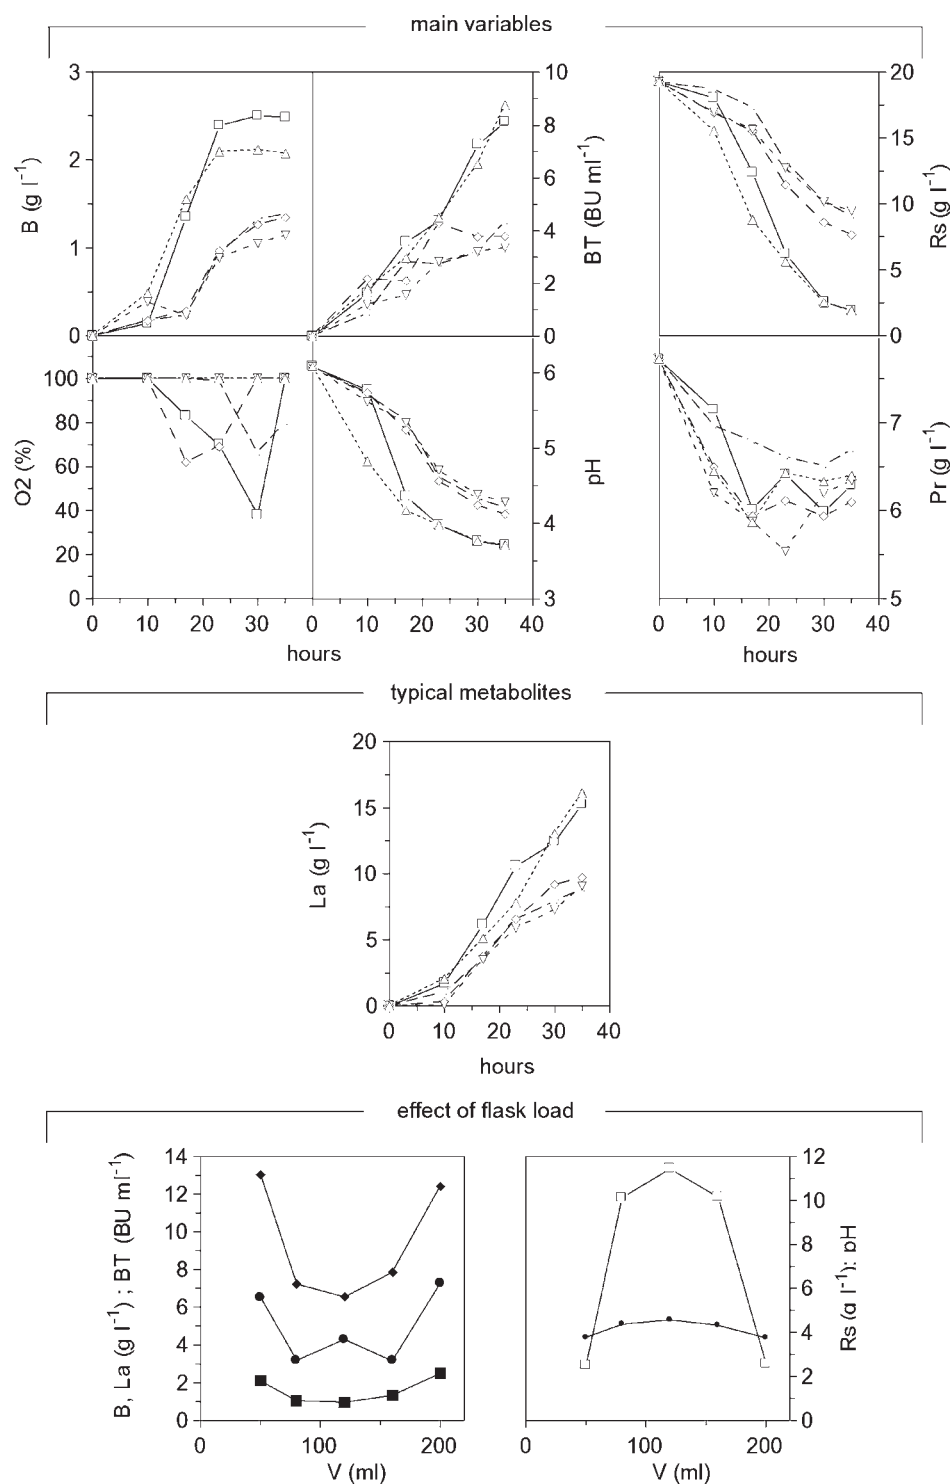 main variables
3
2
1
0
B (g l⁻¹)
10
8
6
4
2
0
BT (BU ml⁻¹)
20
15
10
5
0
Rs (g l⁻¹)
100
80
60
40
20
0
O2 (%)
6
5
4
3
pH
7
6
5
Pr (g l⁻¹)
0 10 20 30 0 10 20 30 40
0 10 20 30 40
hours
hours
hours
typical metabolites
20
15
10
5
0
La (g l⁻¹)
0 10 20 30 40
hours
effect of flask load
14
12
10
8
6
4
2
0
B, La (g l⁻¹) ; BT (BU ml⁻¹)
12
10
8
6
4
2
0
Rs (g l⁻¹); pH
0 100 200
0 100 200
V (ml)
V (ml)